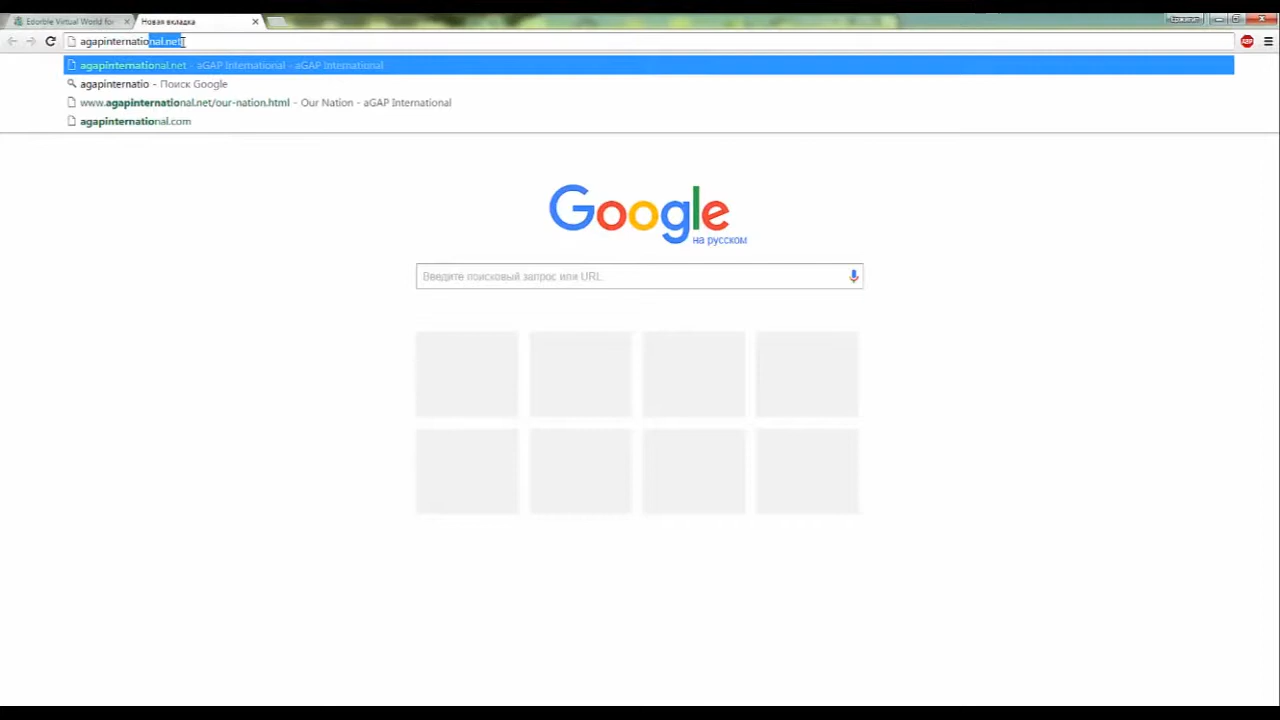 Edorble Virtual World for
Новая вкладка
agapinternational.net
agapinternational.net - aGAP International - aGAP International
agapinternatio - Поиск Google
www.agapinternational.net/our-nation.html - Our Nation - aGAP International
agapinternational.com
Google
на русском
Введите поисковый запрос или URL
ABP